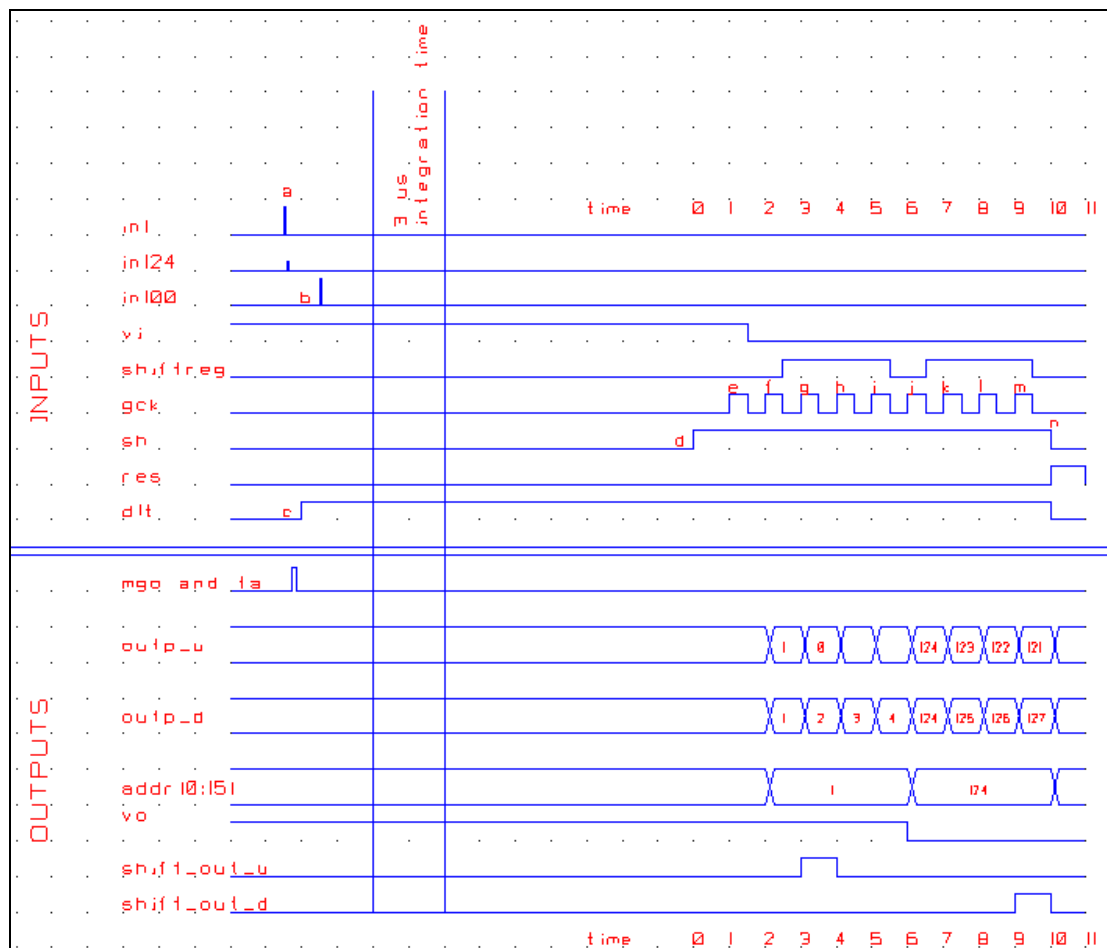 3 us
integration time
a
time 0 1 2 3 4 5 6 7 8 9 10 11
INPUTS
in1
in124
in100 b
vi
shiftreg
e f g h i j k l m
gck
sh d n
res
dlt c
OUTPUTS
mgo and ta
outp_u 1 0 124 123 122 121
outp_d 1 2 3 4 124 125 126 127
addr[0:15] 1 124
vo
shift_out_u
shift_out_d
time 0 1 2 3 4 5 6 7 8 9 10 11